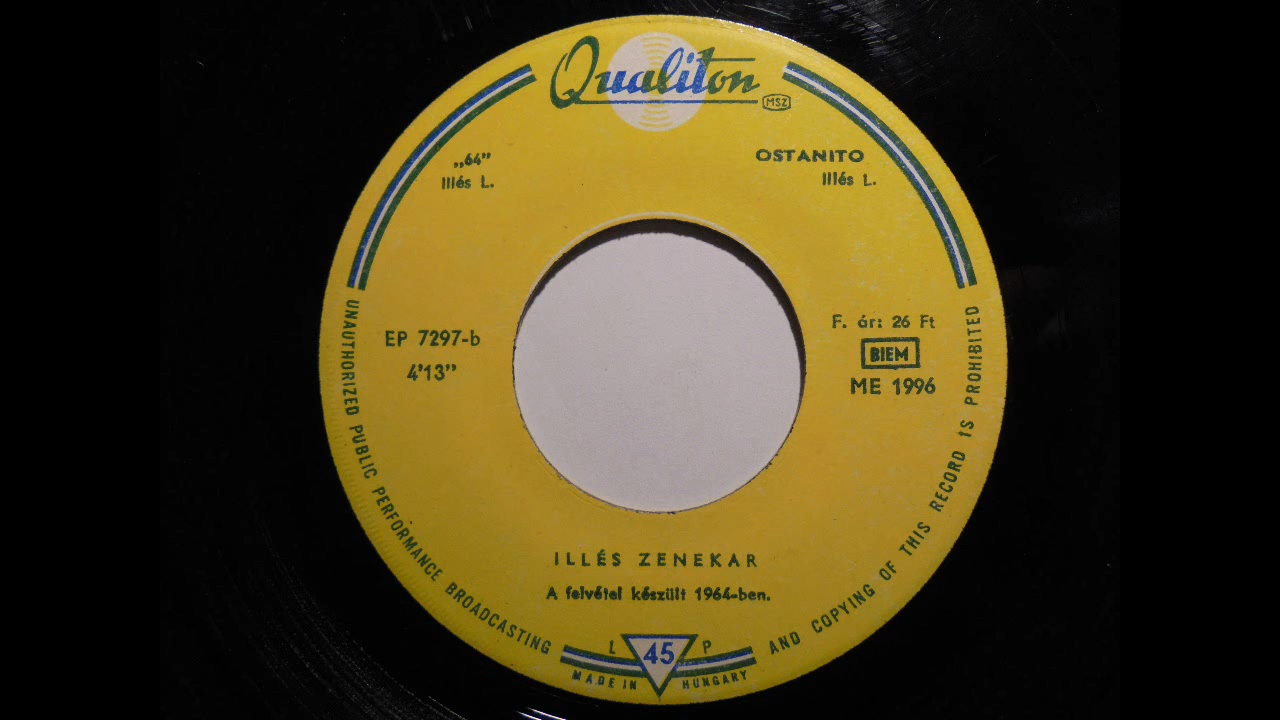 Qualiton
MSZ
„64”
Illés L.
OSTANITO
Illés L.
EP 7297-b
4'13”
F. ár: 26 Ft
BIEM
ME 1996
ILLÉS ZENEKAR
A felvétel készült 1964-ben.
L 45 P
MADE IN HUNGARY
UNAUTHORIZED PUBLIC PERFORMANCE BROADCASTING AND COPYING OF THIS RECORD IS PROHIBITED